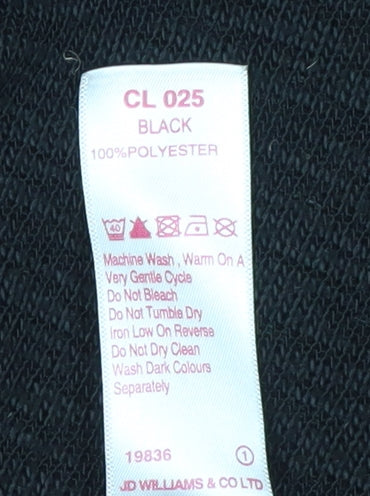 CL 025
BLACK
100%POLYESTER
40
Machine Wash , Warm On A
Very Gentle Cycle
Do Not Bleach
Do Not Tumble Dry
Iron Low On Reverse
Do Not Dry Clean
Wash Dark Colours
Separately
19836 1
JD WILLIAMS & CO LTD